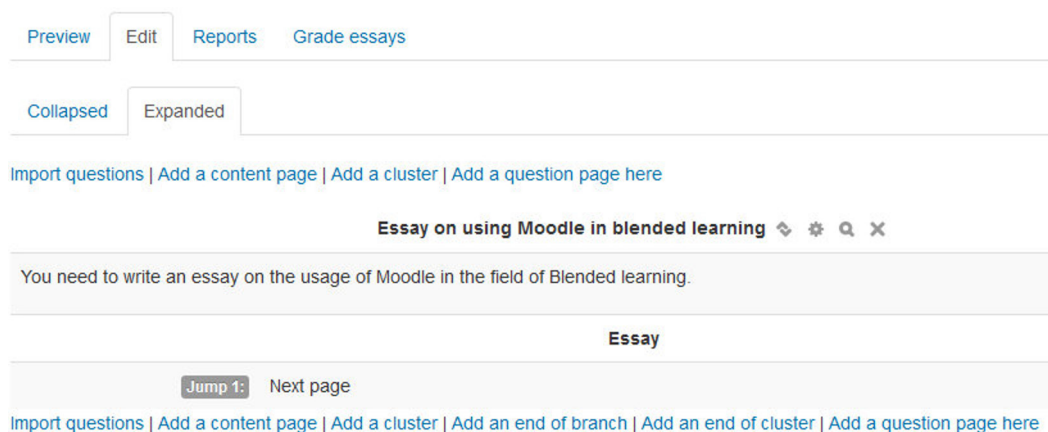 Preview Edit Reports Grade essays
Collapsed Expanded
Import questions | Add a content page | Add a cluster | Add a question page here
Essay on using Moodle in blended learning
You need to write an essay on the usage of Moodle in the field of Blended learning.
Essay
Jump 1: Next page
Import questions | Add a content page | Add a cluster | Add an end of branch | Add an end of cluster | Add a question page here